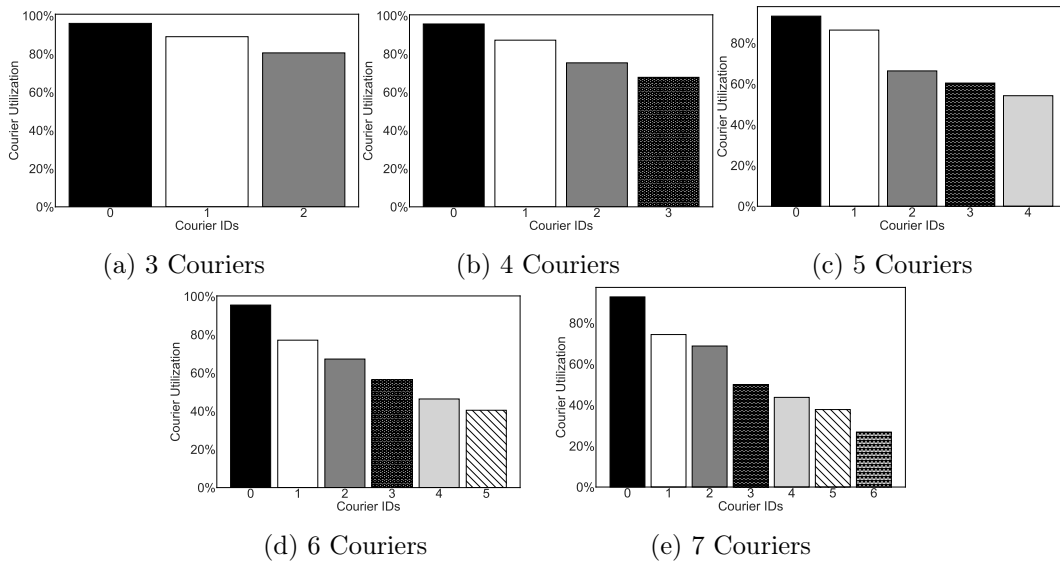 100%
80%
60%
40%
20%
0%
Courier Utilization
0 1 2
Courier IDs
(a) 3 Couriers
100%
80%
60%
40%
20%
0%
Courier Utilization
0 1 2 3
Courier IDs
(b) 4 Couriers
80%
60%
40%
20%
0%
Courier Utilization
0 1 2 3 4
Courier IDs
(c) 5 Couriers
100%
80%
60%
40%
20%
0%
Courier Utilization
0 1 2 3 4 5
Courier IDs
(d) 6 Couriers
80%
60%
40%
20%
0%
Courier Utilization
0 1 2 3 4 5 6
Courier IDs
(e) 7 Couriers